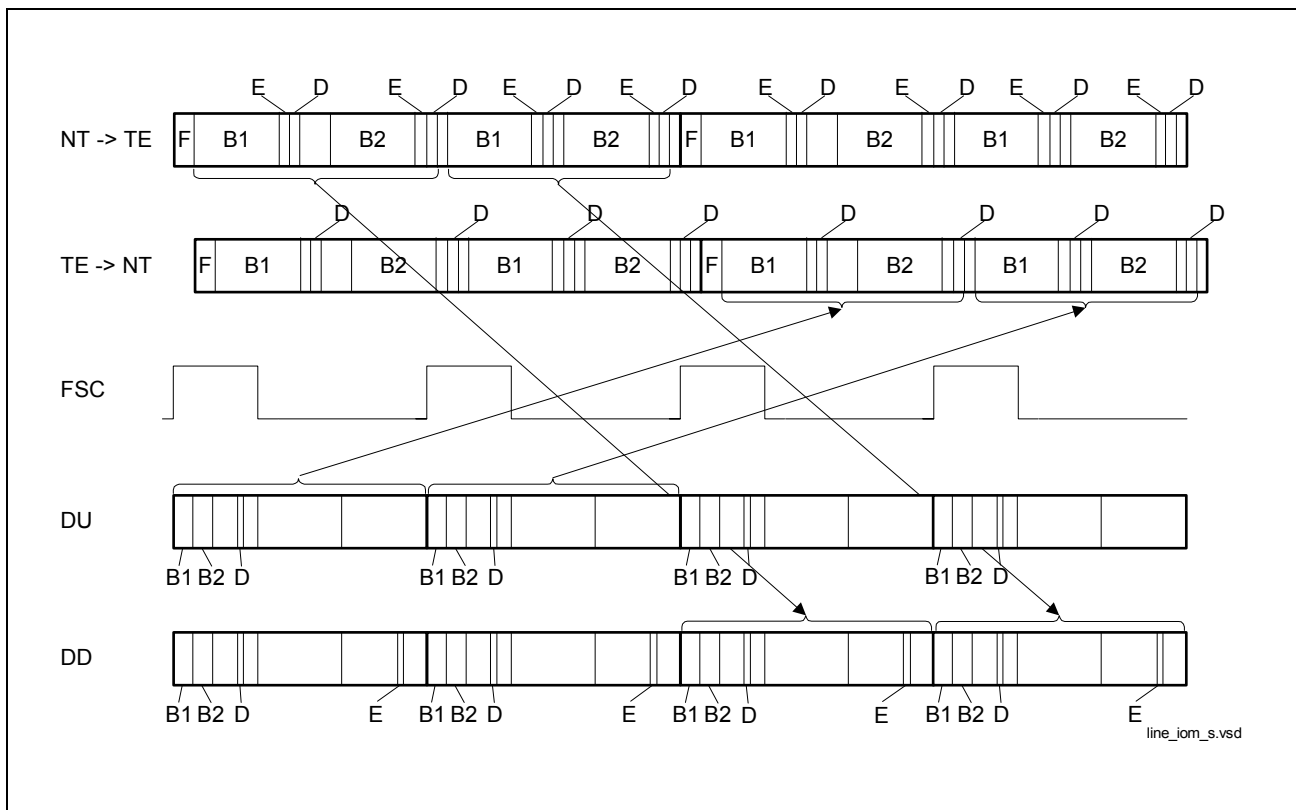 E D E D E D E D E D E D E D E D
NT -> TE F B1 B2 B1 B2 F B1 B2 B1 B2
D D D D D D D D
TE -> NT F B1 B2 B1 B2 F B1 B2 B1 B2
FSC
DU
B1 B2 D B1 B2 D B1 B2 D B1 B2 D
DD
B1 B2 D E B1 B2 D E B1 B2 D E B1 B2 D E
line_iom_s.vsd